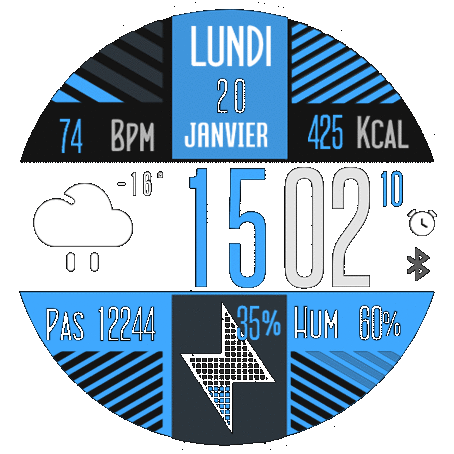 LUNDI
20
JANVIER
74 BPM
425 KCAL
-16°
15 02 10
PAS 12244
35%
HUM 60%